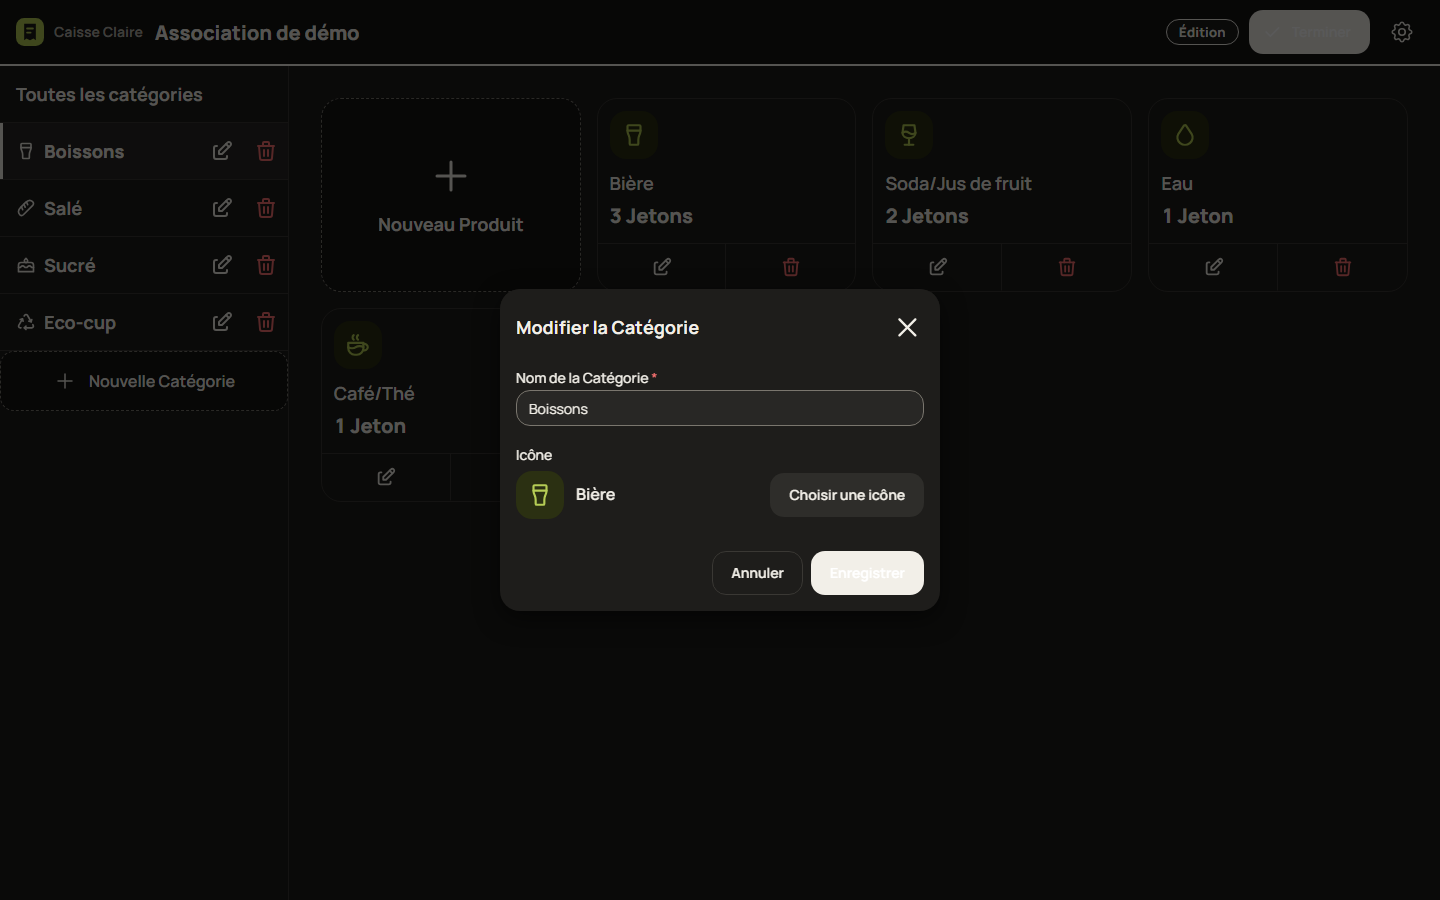 Caisse Claire
Association de démo
Édition
Toutes les catégories
Boissons
Salé
Sucré
Eco-cup
Nouvelle Catégorie
Nouveau Produit
Bière
3 Jetons
Soda/Jus de fruit
2 Jetons
Eau
1 Jeton
Café/Thé
1 Jeton
Modifier la Catégorie
Nom de la Catégorie *
Boissons
Icône
Bière
Choisir une icône
Annuler
Enregistrer